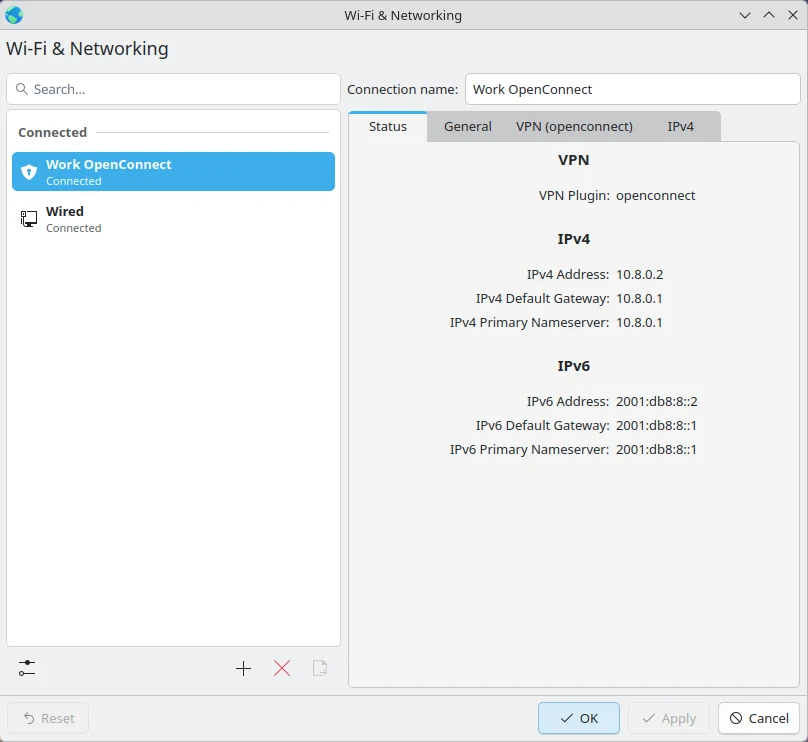 Wi-Fi & Networking
Wi-Fi & Networking
Search...
Connected
Work OpenConnect
Connected
Wired
Connected
Connection name: Work OpenConnect
Status General VPN (openconnect) IPv4
VPN
VPN Plugin: openconnect
IPv4
IPv4 Address: 10.8.0.2
IPv4 Default Gateway: 10.8.0.1
IPv4 Primary Nameserver: 10.8.0.1
IPv6
IPv6 Address: 2001:db8:8::2
IPv6 Default Gateway: 2001:db8:8::1
IPv6 Primary Nameserver: 2001:db8:8::1
Reset OK Apply Cancel